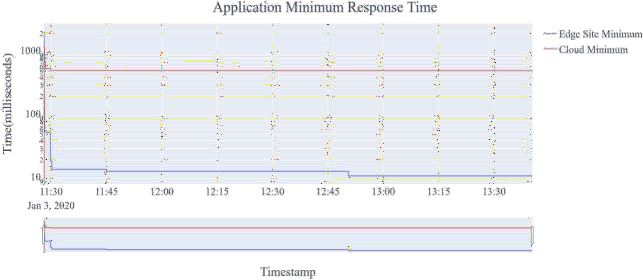 Application Minimum Response Time
Edge Site Minimum
Cloud Minimum
Time(milliseconds)
1000
100
10
11:30 11:45 12:00 12:15 12:30 12:45 13:00 13:15 13:30
Jan 3, 2020
Timestamp